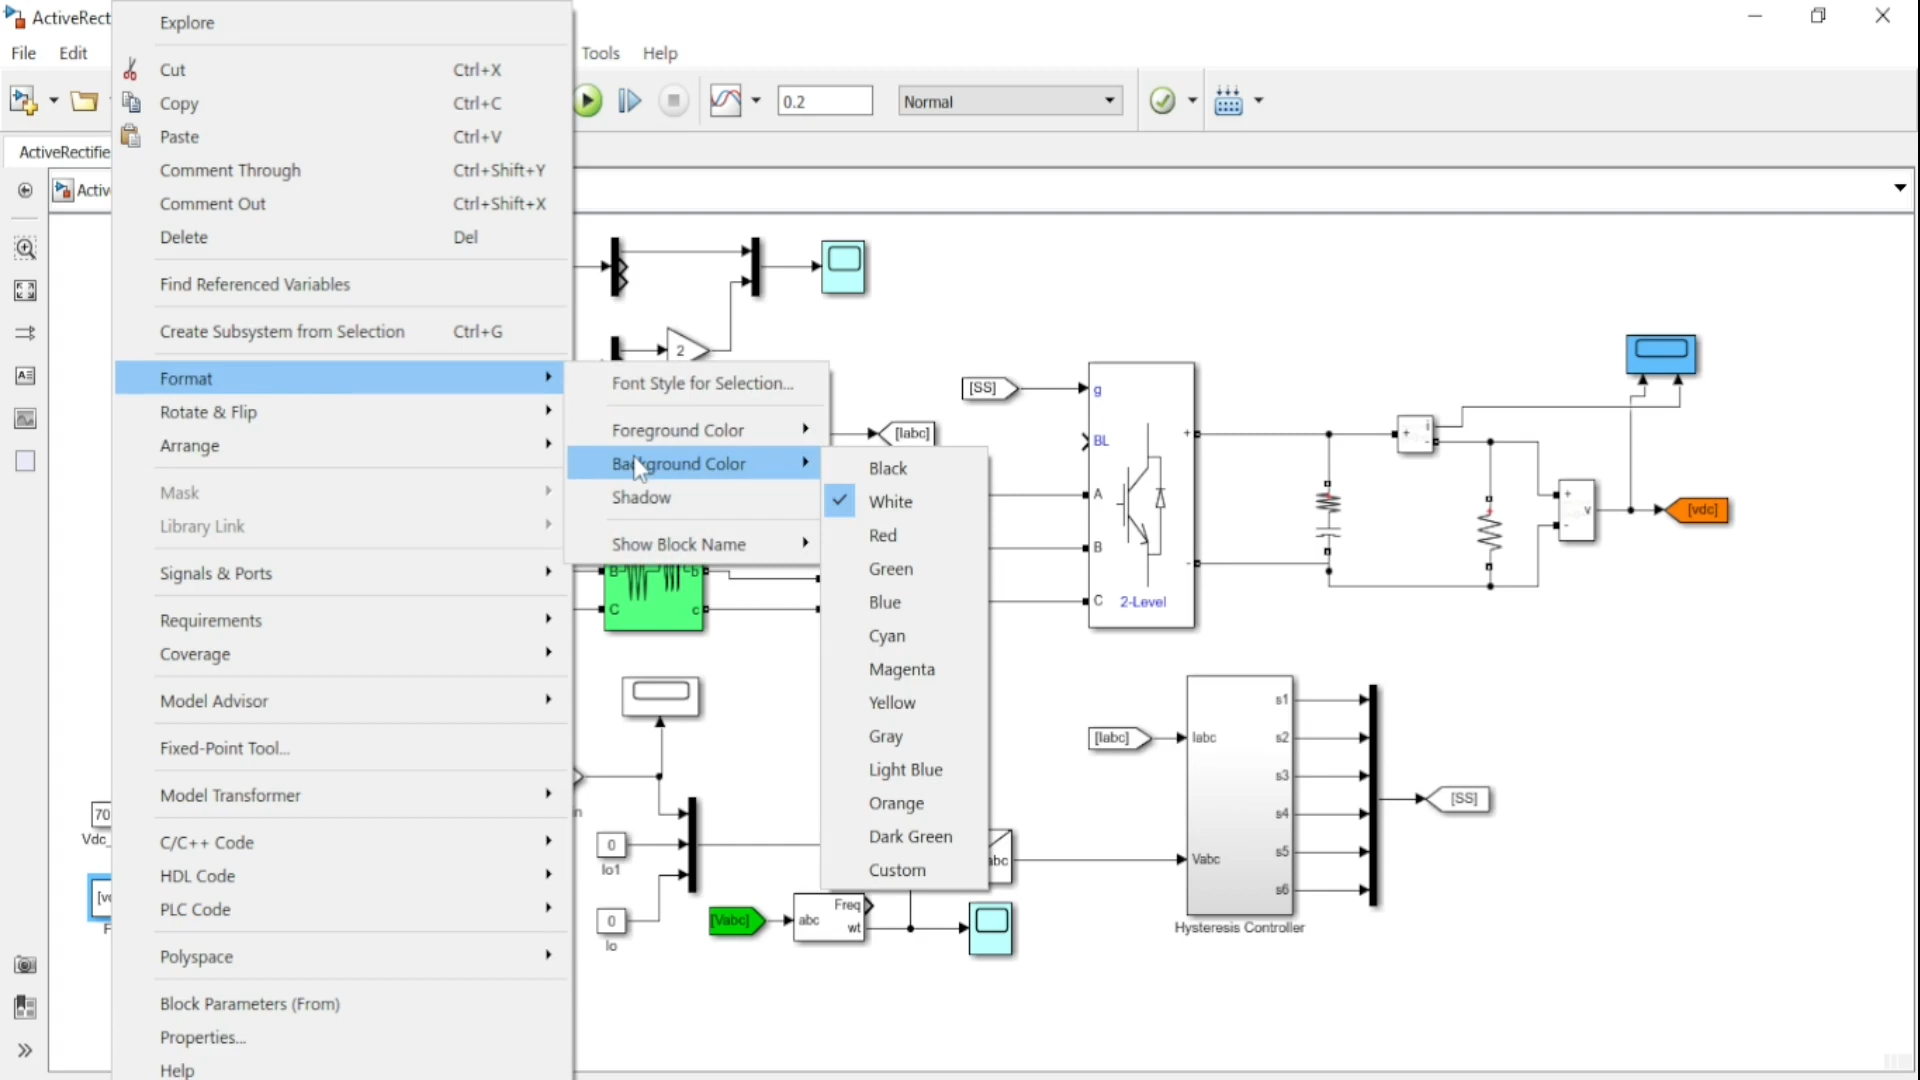 ActiveRect
File Edit Tools Help
0.2 Normal
ActiveRectifie
Activ
Explore
Cut Ctrl+X
Copy Ctrl+C
Paste Ctrl+V
Comment Through Ctrl+Shift+Y
Comment Out Ctrl+Shift+X
Delete Del
Find Referenced Variables
Create Subsystem from Selection Ctrl+G
Format
Rotate & Flip
Arrange
Mask
Library Link
Signals & Ports
Requirements
Coverage
Model Advisor
Fixed-Point Tool...
Model Transformer
C/C++ Code
HDL Code
PLC Code
Polyspace
Block Parameters (From)
Properties...
Help
Font Style for Selection...
Foreground Color
Background Color
Shadow
Show Block Name
Black
White
Red
Green
Blue
Cyan
Magenta
Yellow
Gray
Light Blue
Orange
Dark Green
Custom
2
[Iabc]
[SS]
g
BL
A
B
C
2-Level
+
-
+ i
-
+
- v
[vdc]
B b
C c
70
Vdc_
[vc
F
n
0
Io1
0
Io
[Vabc]
abc
Freq
wt
abc
[Iabc]
Iabc
Vabc
s1
s2
s3
s4
s5
s6
Hysteresis Controller
[SS]